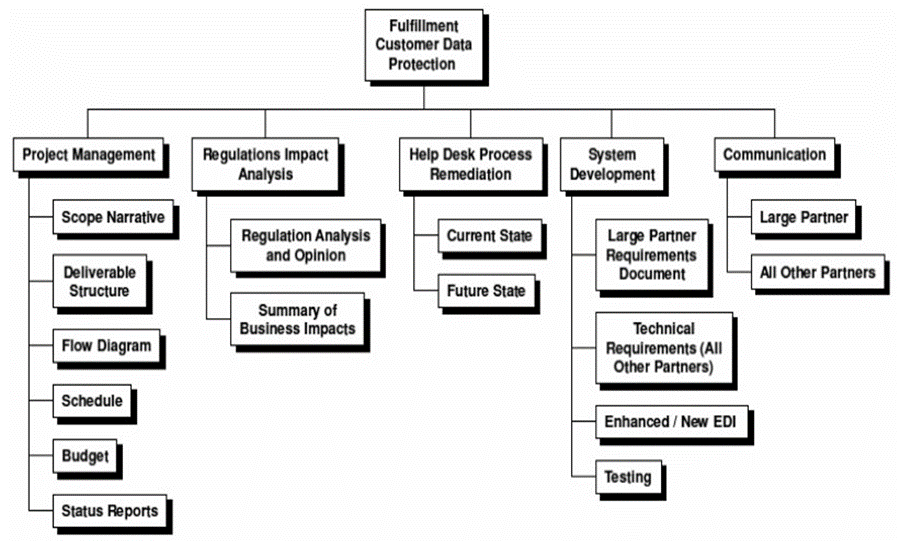 Fulfillment
Customer Data
Protection
Project Management
Scope Narrative
Deliverable
Structure
Flow Diagram
Schedule
Budget
Status Reports
Regulations Impact
Analysis
Regulation Analysis
and Opinion
Summary of
Business Impacts
Help Desk Process
Remediation
Current State
Future State
System
Development
Large Partner
Requirements
Document
Technical
Requirements (All
Other Partners)
Enhanced / New EDI
Testing
Communication
Large Partner
All Other Partners